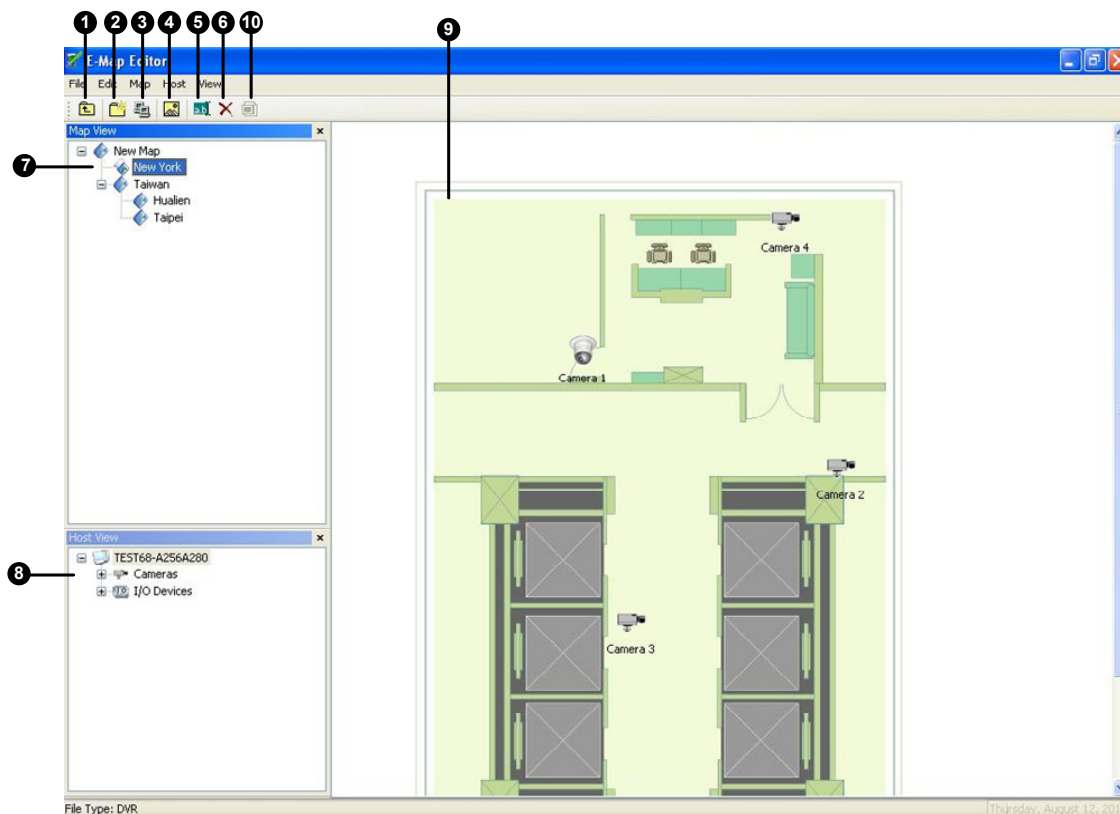 1 2 3 4 5 6 10 9
E-Map Editor
File Edit Map Host View
Map View
7
New Map
New York
Taiwan
Hualien
Taipei
Camera 4
Camera 1
Camera 2
Camera 3
Host View
8
TEST68-A256A280
Cameras
I/O Devices
File Type: DVR
Thursday, August 12, 201